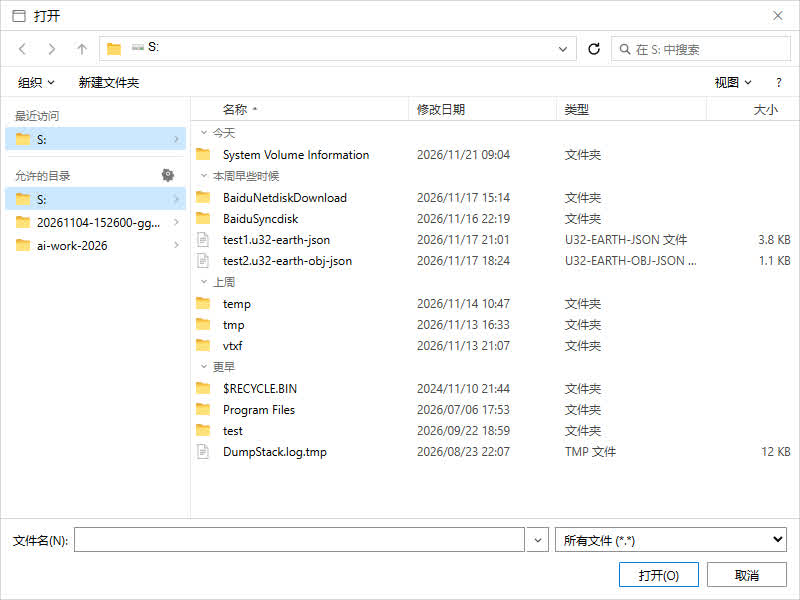 打开
S:
在 S: 中搜索
组织 新建文件夹 视图 ?
最近访问
S:
允许的目录
S:
20261104-152600-gg...
ai-work-2026
名称 修改日期 类型 大小
今天
System Volume Information 2026/11/21 09:04 文件夹
本周早些时候
BaiduNetdiskDownload 2026/11/17 15:14 文件夹
BaiduSyncdisk 2026/11/16 22:19 文件夹
test1.u32-earth-json 2026/11/17 21:01 U32-EARTH-JSON 文件 3.8 KB
test2.u32-earth-obj-json 2026/11/17 18:24 U32-EARTH-OBJ-JSON ... 1.1 KB
上周
temp 2026/11/14 10:47 文件夹
tmp 2026/11/13 16:33 文件夹
vtxf 2026/11/13 21:07 文件夹
更早
$RECYCLE.BIN 2024/11/10 21:44 文件夹
Program Files 2026/07/06 17:53 文件夹
test 2026/09/22 18:59 文件夹
DumpStack.log.tmp 2026/08/23 22:07 TMP 文件 12 KB
文件名(N): 所有文件 (*.*)
打开(O) 取消